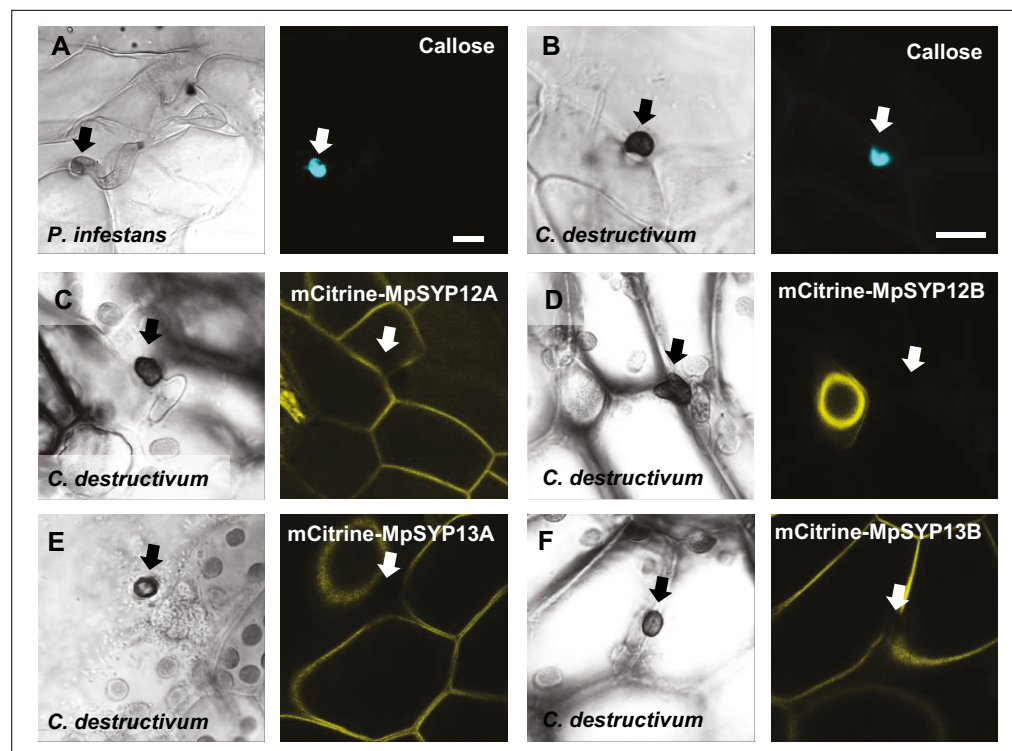 A
Callose
P. infestans
B
Callose
C. destructivum
C
mCitrine-MpSYP12A
C. destructivum
D
mCitrine-MpSYP12B
C. destructivum
E
mCitrine-MpSYP13A
C. destructivum
F
mCitrine-MpSYP13B
C. destructivum